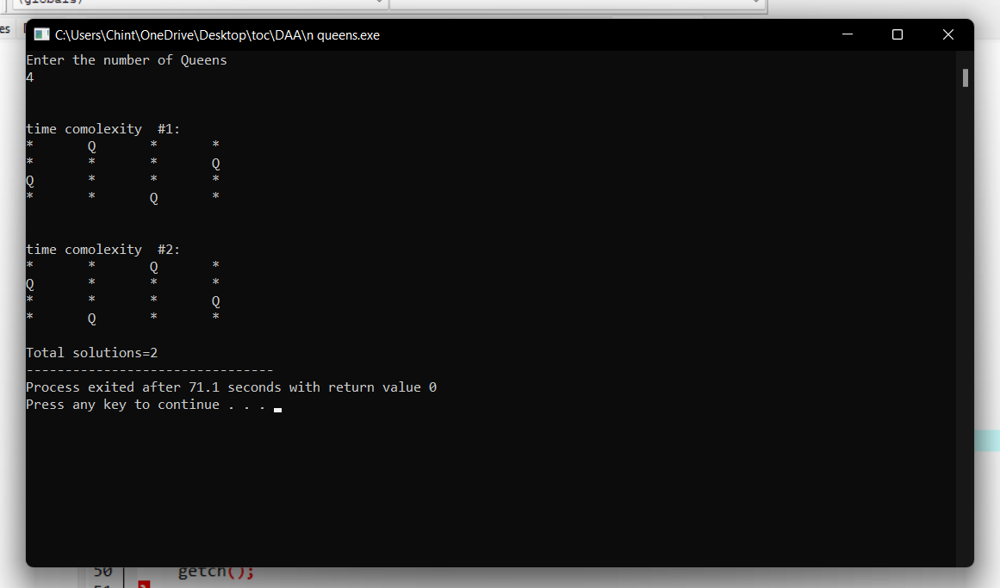 (globals)
es
C:\Users\Chint\OneDrive\Desktop\toc\DAA\n queens.exe
Enter the number of Queens
4
time comolexity  #1:
*       Q       *       *
*       *       *       Q
Q       *       *       *
*       *       Q       *
time comolexity  #2:
*       *       Q       *
Q       *       *       *
*       *       *       Q
*       Q       *       *
Total solutions=2
--------------------------------
Process exited after 71.1 seconds with return value 0
Press any key to continue . . .
50 getch();
51 }